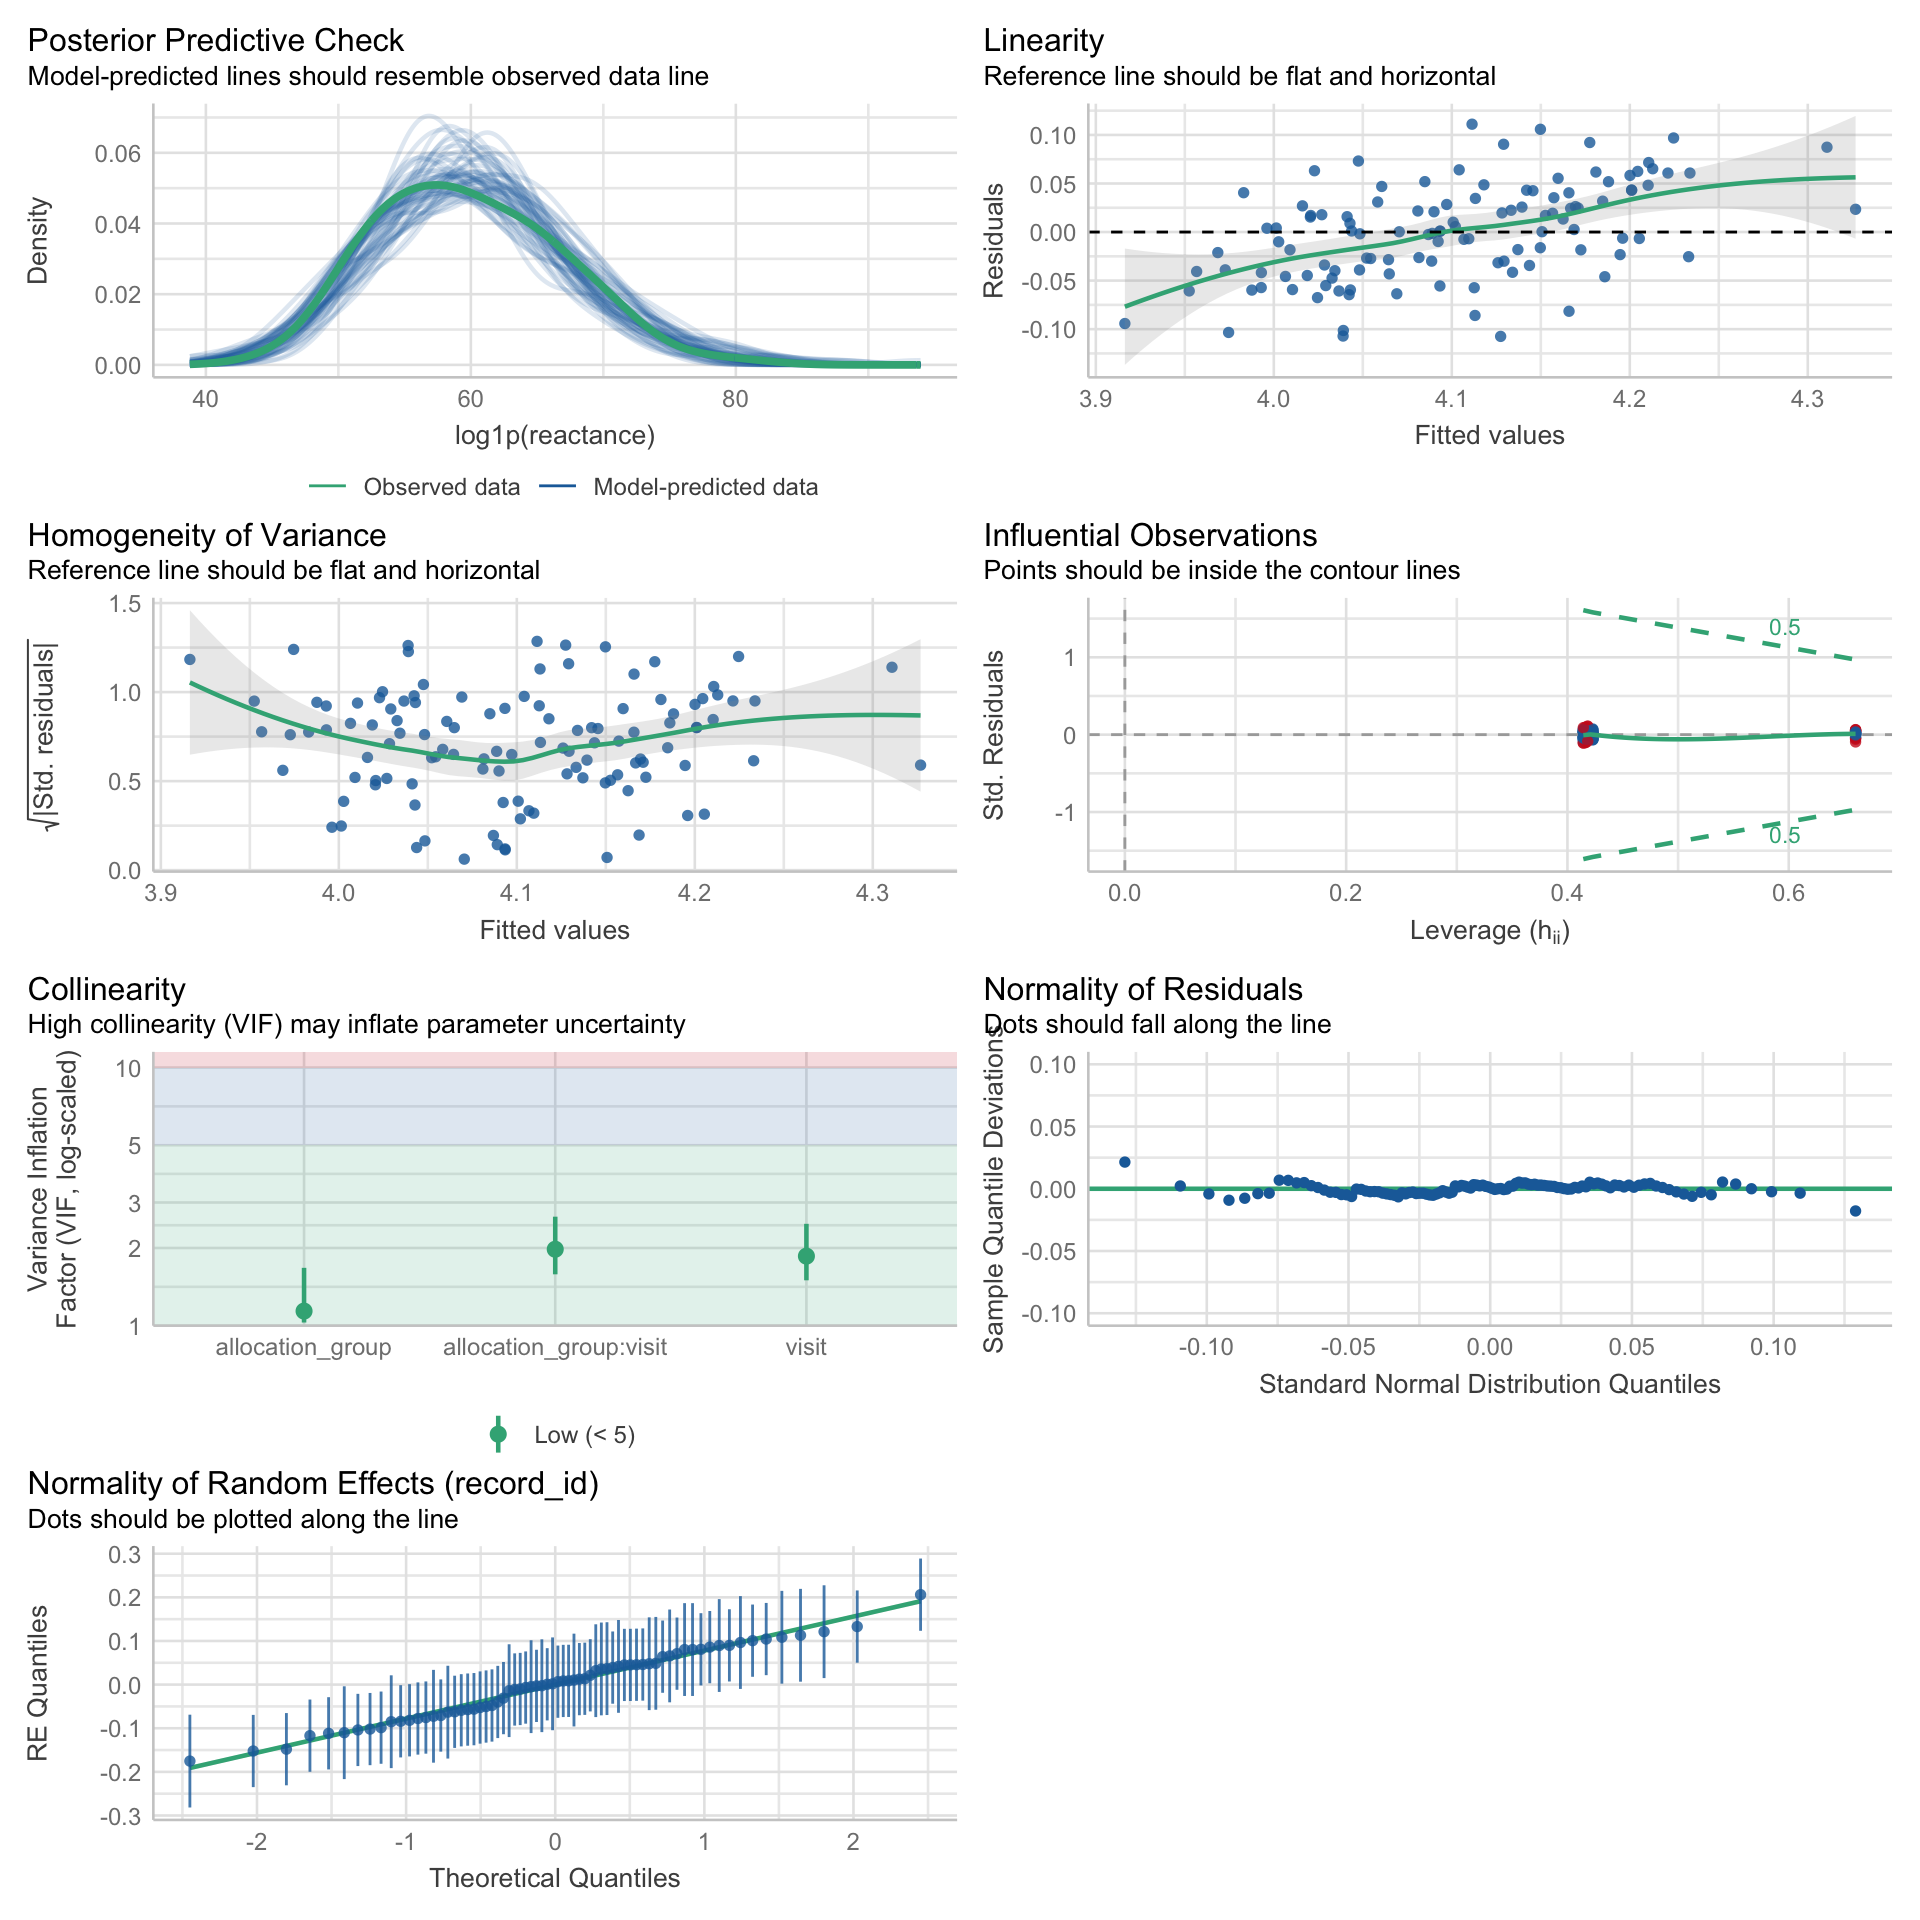 Posterior Predictive Check
Model-predicted lines should resemble observed data line
Density
0.06
0.04
0.02
0.00
40 60 80
log1p(reactance)
Observed data Model-predicted data
Linearity
Reference line should be flat and horizontal
Residuals
0.10
0.05
0.00
-0.05
-0.10
3.9 4.0 4.1 4.2 4.3
Fitted values
Homogeneity of Variance
Reference line should be flat and horizontal
√|Std. residuals|
1.5
1.0
0.5
0.0
3.9 4.0 4.1 4.2 4.3
Fitted values
Influential Observations
Points should be inside the contour lines
Std. Residuals
1
0
-1
0.5
0.5
0.0 0.2 0.4 0.6
Leverage (hii)
Collinearity
High collinearity (VIF) may inflate parameter uncertainty
Variance Inflation
Factor (VIF, log-scaled)
10
5
3
2
1
allocation_group allocation_group:visit visit
Low (< 5)
Normality of Residuals
Dots should fall along the line
Sample Quantile Deviations
0.10
0.05
0.00
-0.05
-0.10
-0.10 -0.05 0.00 0.05 0.10
Standard Normal Distribution Quantiles
Normality of Random Effects (record_id)
Dots should be plotted along the line
RE Quantiles
0.3
0.2
0.1
0.0
-0.1
-0.2
-0.3
-2 -1 0 1 2
Theoretical Quantiles